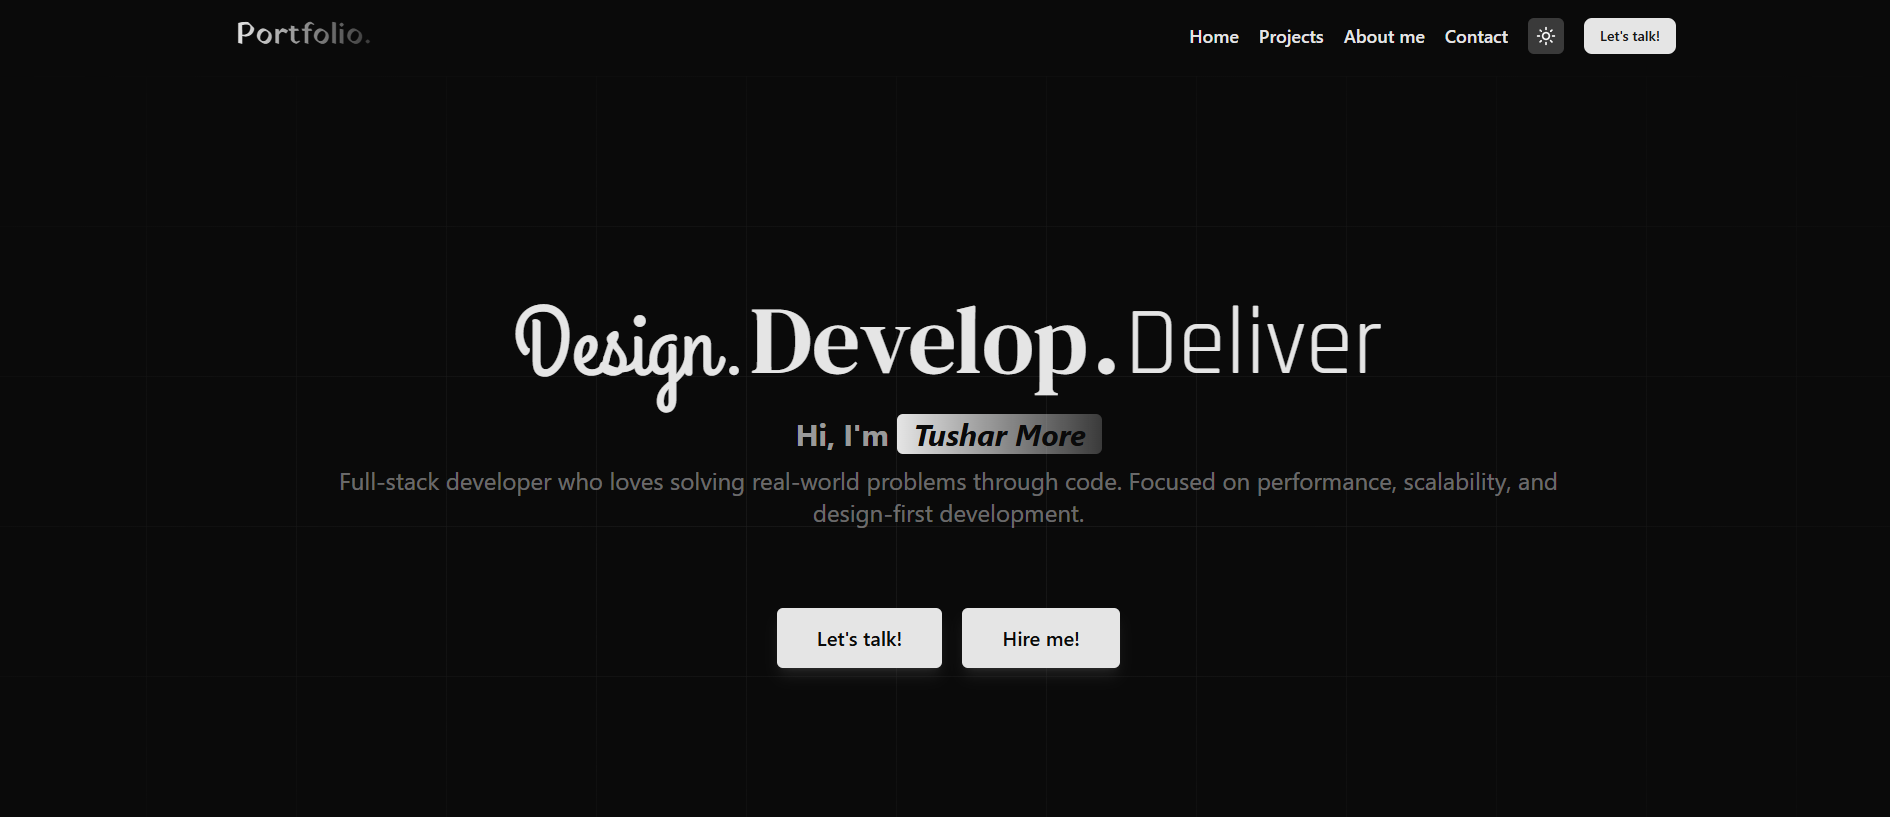 Portfolio.
Home Projects About me Contact Let's talk!
Design. Develop. Deliver
Hi, I'm Tushar More
Full-stack developer who loves solving real-world problems through code. Focused on performance, scalability, and
design-first development.
Let's talk! Hire me!